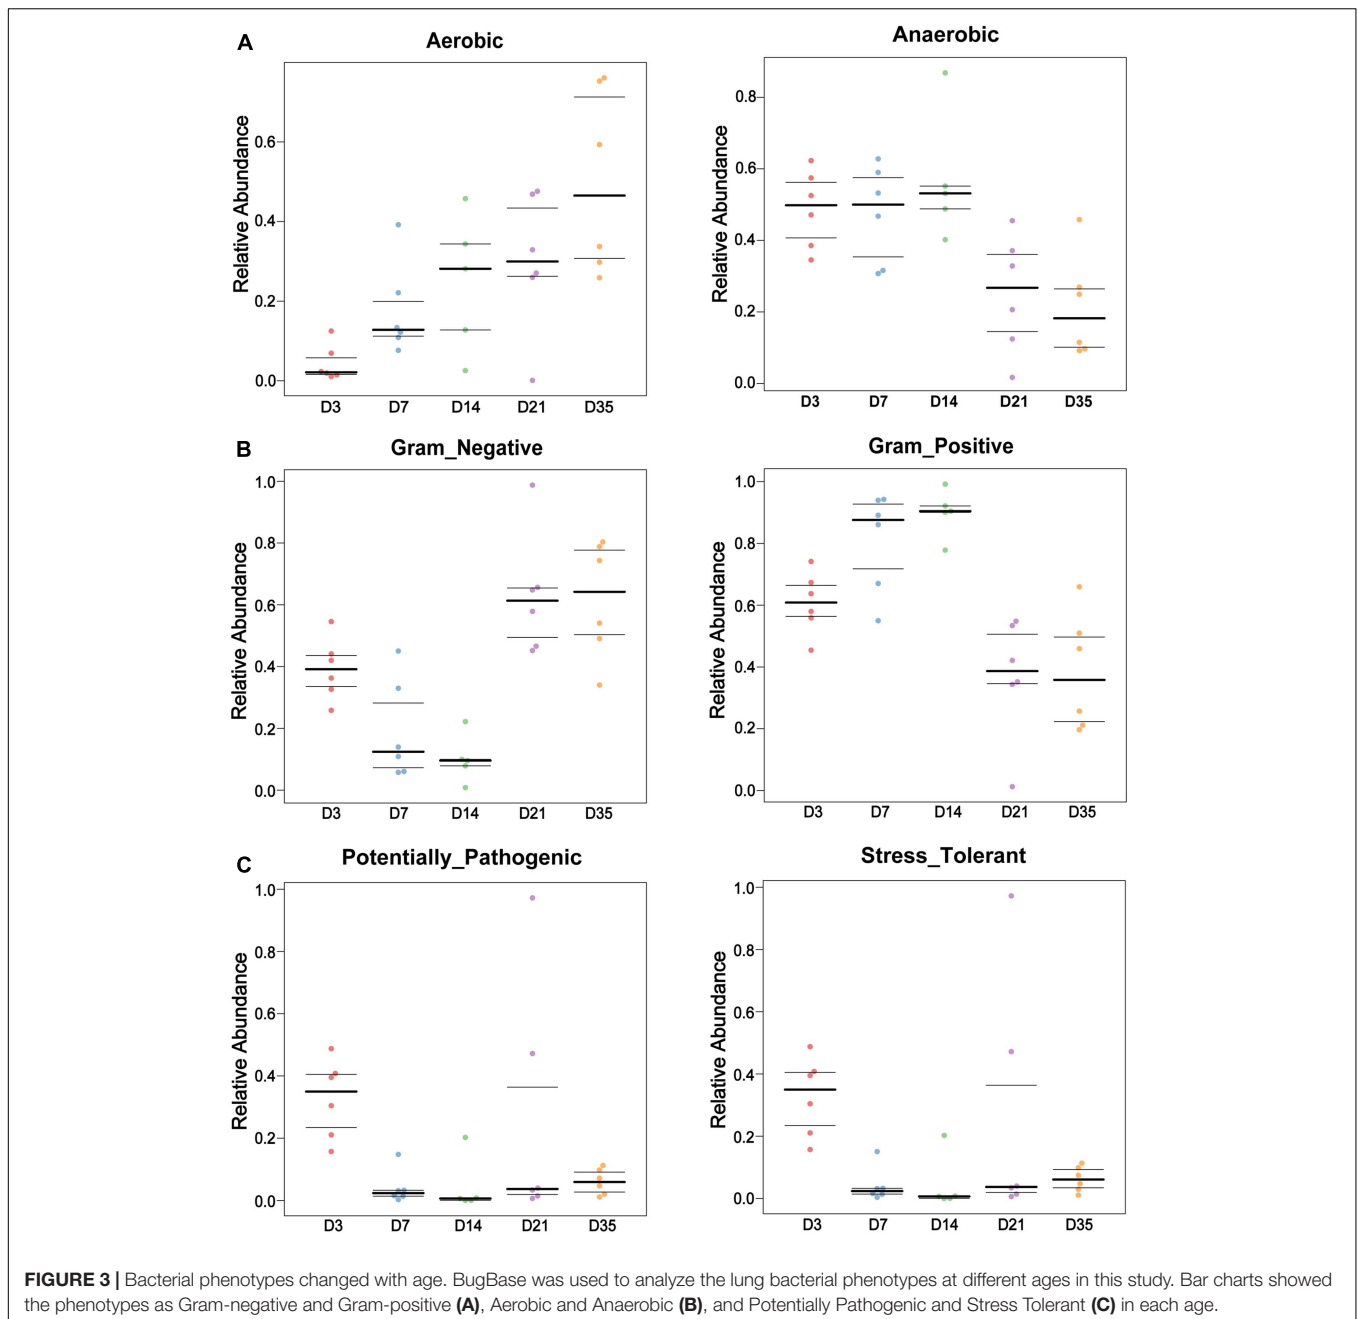 A
Aerobic
Relative Abundance
0.6
0.4
0.2
0.0
D3 D7 D14 D21 D35
Anaerobic
Relative Abundance
0.8
0.6
0.4
0.2
0.0
D3 D7 D14 D21 D35
B
Gram_Negative
Relative Abundance
1.0
0.8
0.6
0.4
0.2
0.0
D3 D7 D14 D21 D35
Gram_Positive
Relative Abundance
1.0
0.8
0.6
0.4
0.2
0.0
D3 D7 D14 D21 D35
C
Potentially_Pathogenic
Relative Abundance
1.0
0.8
0.6
0.4
0.2
0.0
D3 D7 D14 D21 D35
Stress_Tolerant
Relative Abundance
1.0
0.8
0.6
0.4
0.2
0.0
D3 D7 D14 D21 D35
FIGURE 3 | Bacterial phenotypes changed with age. BugBase was used to analyze the lung bacterial phenotypes at different ages in this study. Bar charts showed
the phenotypes as Gram-negative and Gram-positive (A), Aerobic and Anaerobic (B), and Potentially Pathogenic and Stress Tolerant (C) in each age.